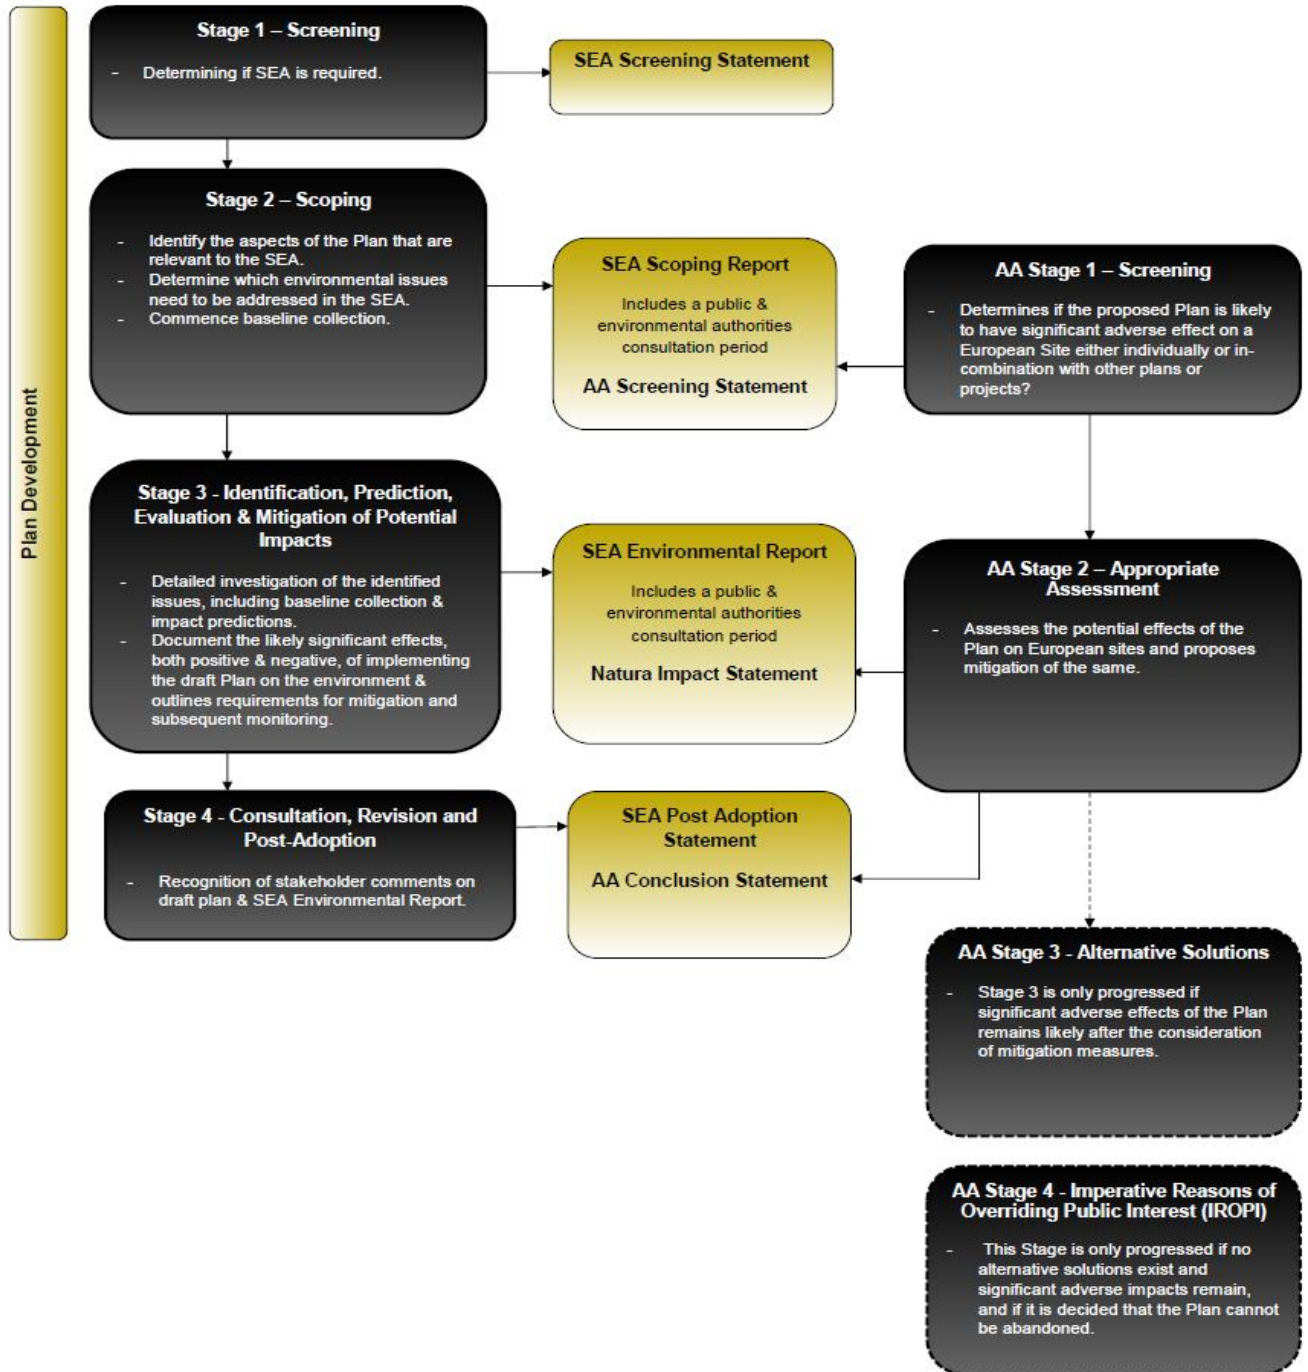 Plan Development
Stage 1 – Screening
- Determining if SEA is required.
SEA Screening Statement
Stage 2 – Scoping
- Identify the aspects of the Plan that are
relevant to the SEA.
- Determine which environmental issues
need to be addressed in the SEA.
- Commence baseline collection.
SEA Scoping Report
Includes a public &
environmental authorities
consultation period
AA Screening Statement
AA Stage 1 – Screening
- Determines if the proposed Plan is likely
to have significant adverse effect on a
European Site either individually or in-
combination with other plans or
projects?
Stage 3 - Identification, Prediction,
Evaluation & Mitigation of Potential
Impacts
- Detailed investigation of the identified
issues, including baseline collection &
impact predictions.
- Document the likely significant effects,
both positive & negative, of implementing
the draft Plan on the environment &
outlines requirements for mitigation and
subsequent monitoring.
SEA Environmental Report
Includes a public &
environmental authorities
consultation period
Natura Impact Statement
AA Stage 2 – Appropriate
Assessment
- Assesses the potential effects of the
Plan on European sites and proposes
mitigation of the same.
Stage 4 - Consultation, Revision and
Post-Adoption
- Recognition of stakeholder comments on
draft plan & SEA Environmental Report.
SEA Post Adoption
Statement
AA Conclusion Statement
AA Stage 3 - Alternative Solutions
- Stage 3 is only progressed if
significant adverse effects of the Plan
remains likely after the consideration
of mitigation measures.
AA Stage 4 - Imperative Reasons of
Overriding Public Interest (IROPI)
- This Stage is only progressed if no
alternative solutions exist and
significant adverse impacts remain,
and if it is decided that the Plan cannot
be abandoned.